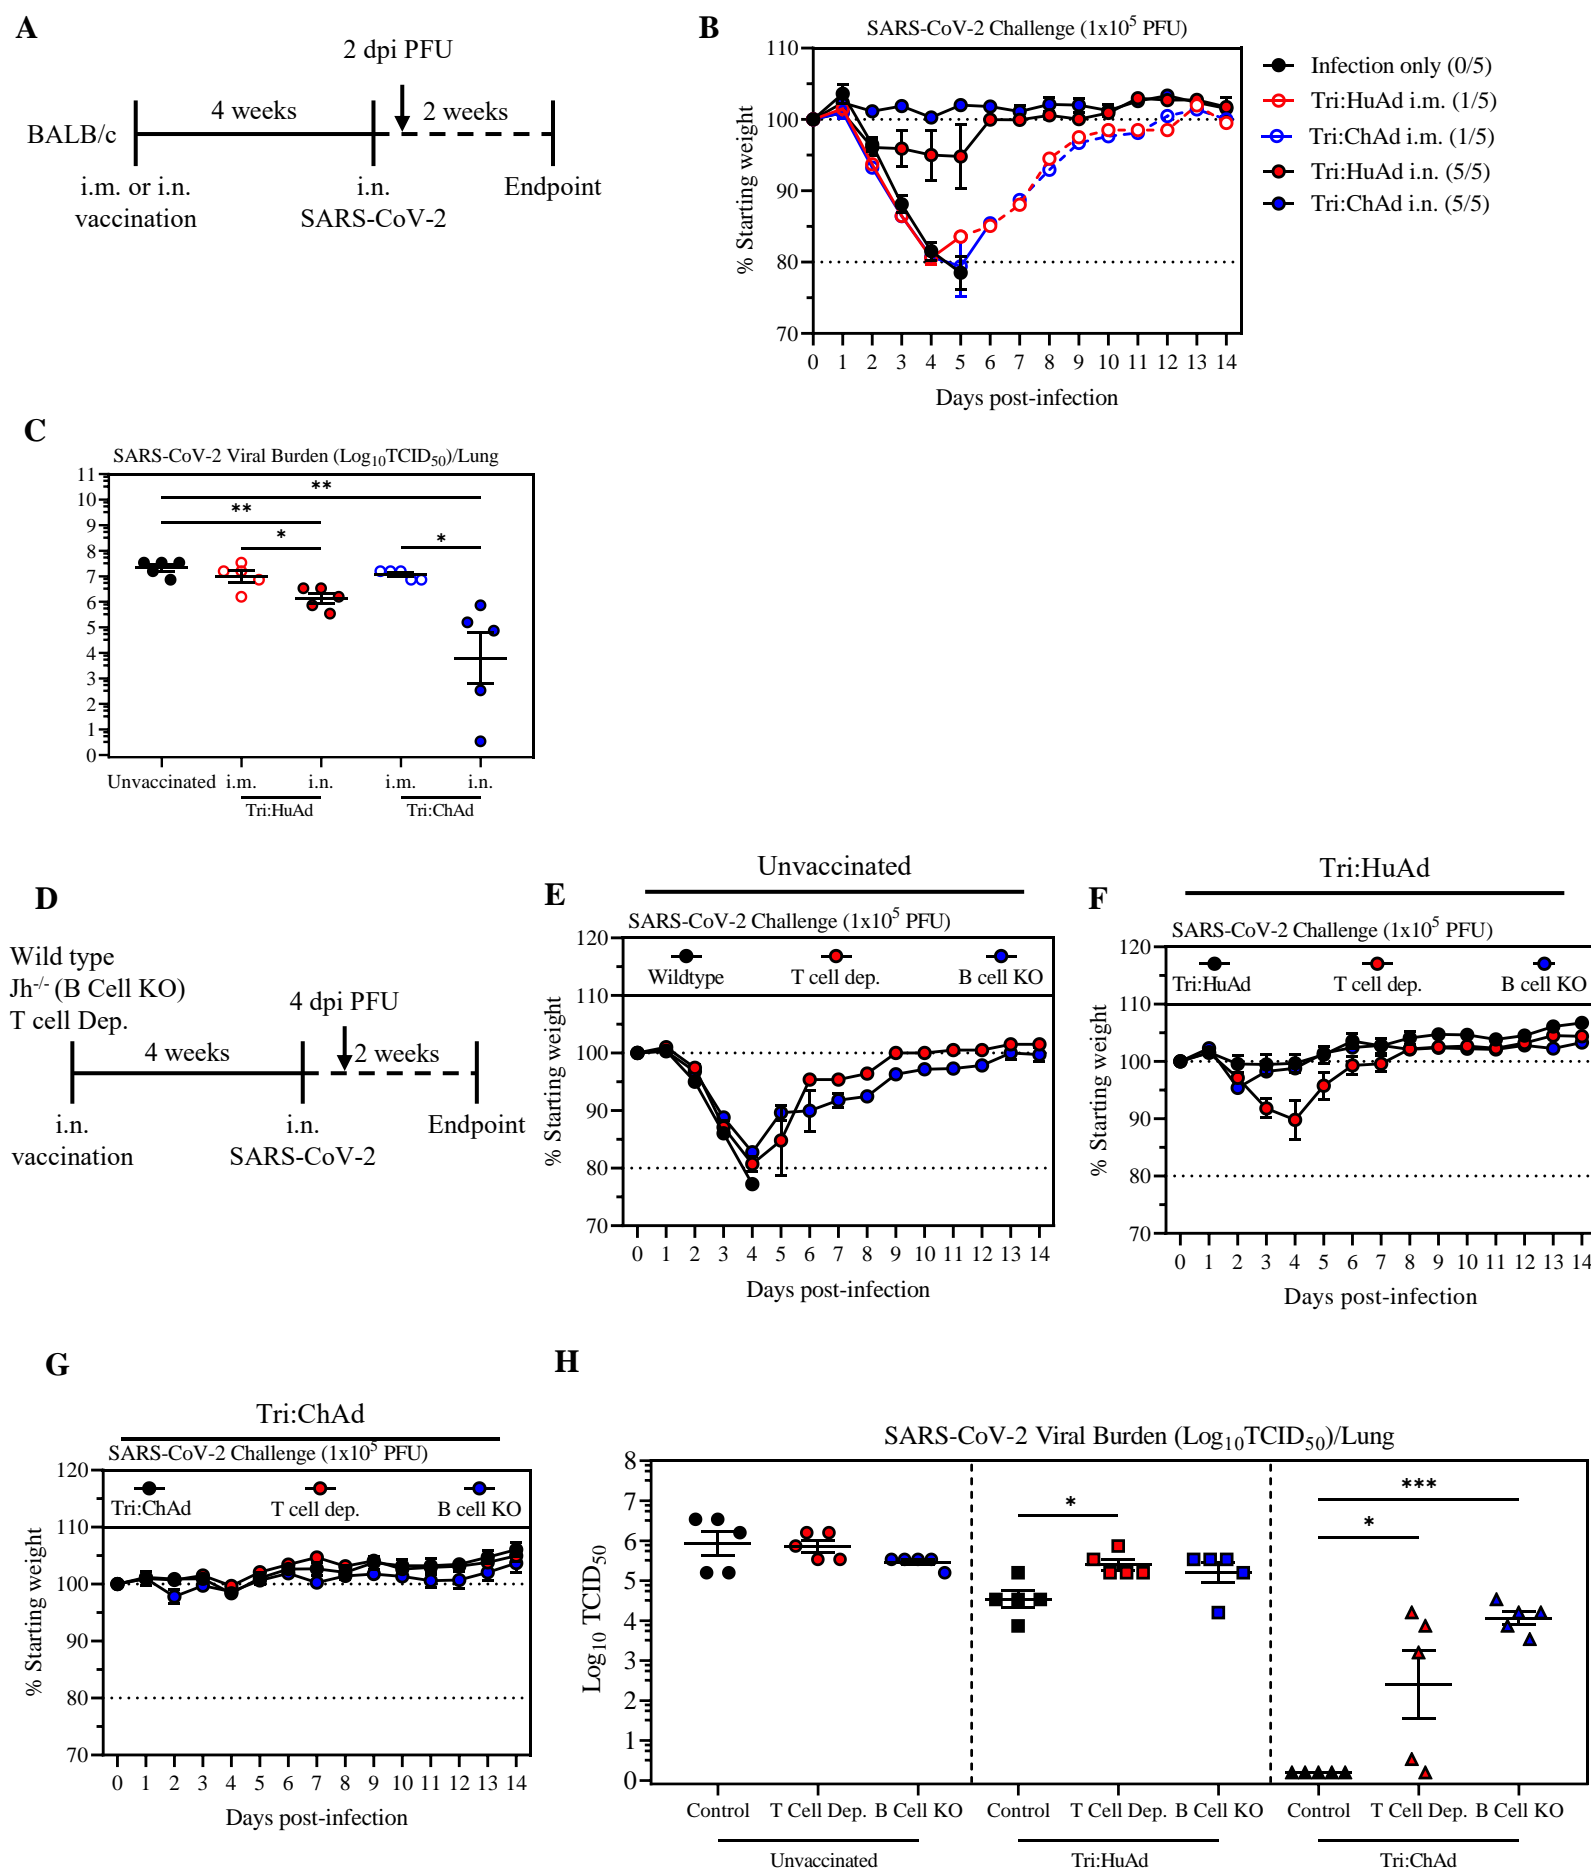 A
2 dpi PFU
4 weeks
2 weeks
BALB/c
i.m. or i.n.
vaccination
i.n.
SARS-CoV-2
Endpoint
B
SARS-CoV-2 Challenge (1x10⁵ PFU)
% Starting weight
110
100
90
80
70
0 1 2 3 4 5 6 7 8 9 10 11 12 13 14
Days post-infection
Infection only (0/5)
Tri:HuAd i.m. (1/5)
Tri:ChAd i.m. (1/5)
Tri:HuAd i.n. (5/5)
Tri:ChAd i.n. (5/5)
C
SARS-CoV-2 Viral Burden (Log₁₀TCID₅₀)/Lung
11
10
9
8
7
6
5
4
3
2
1
0
**
**
*
*
Unvaccinated i.m. i.n. i.m. i.n.
Tri:HuAd Tri:ChAd
D
Wild type
Jh⁻/⁻ (B Cell KO)
T cell Dep.
4 dpi PFU
4 weeks
2 weeks
i.n.
vaccination
i.n.
SARS-CoV-2
Endpoint
Unvaccinated
E
SARS-CoV-2 Challenge (1x10⁵ PFU)
Wildtype T cell dep. B cell KO
% Starting weight
120
110
100
90
80
70
0 1 2 3 4 5 6 7 8 9 10 11 12 13 14
Days post-infection
Tri:HuAd
F
SARS-CoV-2 Challenge (1x10⁵ PFU)
Tri:HuAd T cell dep. B cell KO
% Starting weight
120
110
100
90
80
70
0 1 2 3 4 5 6 7 8 9 10 11 12 13 14
Days post-infection
G
Tri:ChAd
SARS-CoV-2 Challenge (1x10⁵ PFU)
Tri:ChAd T cell dep. B cell KO
% Starting weight
120
110
100
90
80
70
0 1 2 3 4 5 6 7 8 9 10 11 12 13 14
Days post-infection
H
SARS-CoV-2 Viral Burden (Log₁₀TCID₅₀)/Lung
Log₁₀ TCID₅₀
8
7
6
5
4
3
2
1
0
*
***
*
Control T Cell Dep. B Cell KO Control T Cell Dep. B Cell KO Control T Cell Dep. B Cell KO
Unvaccinated Tri:HuAd Tri:ChAd